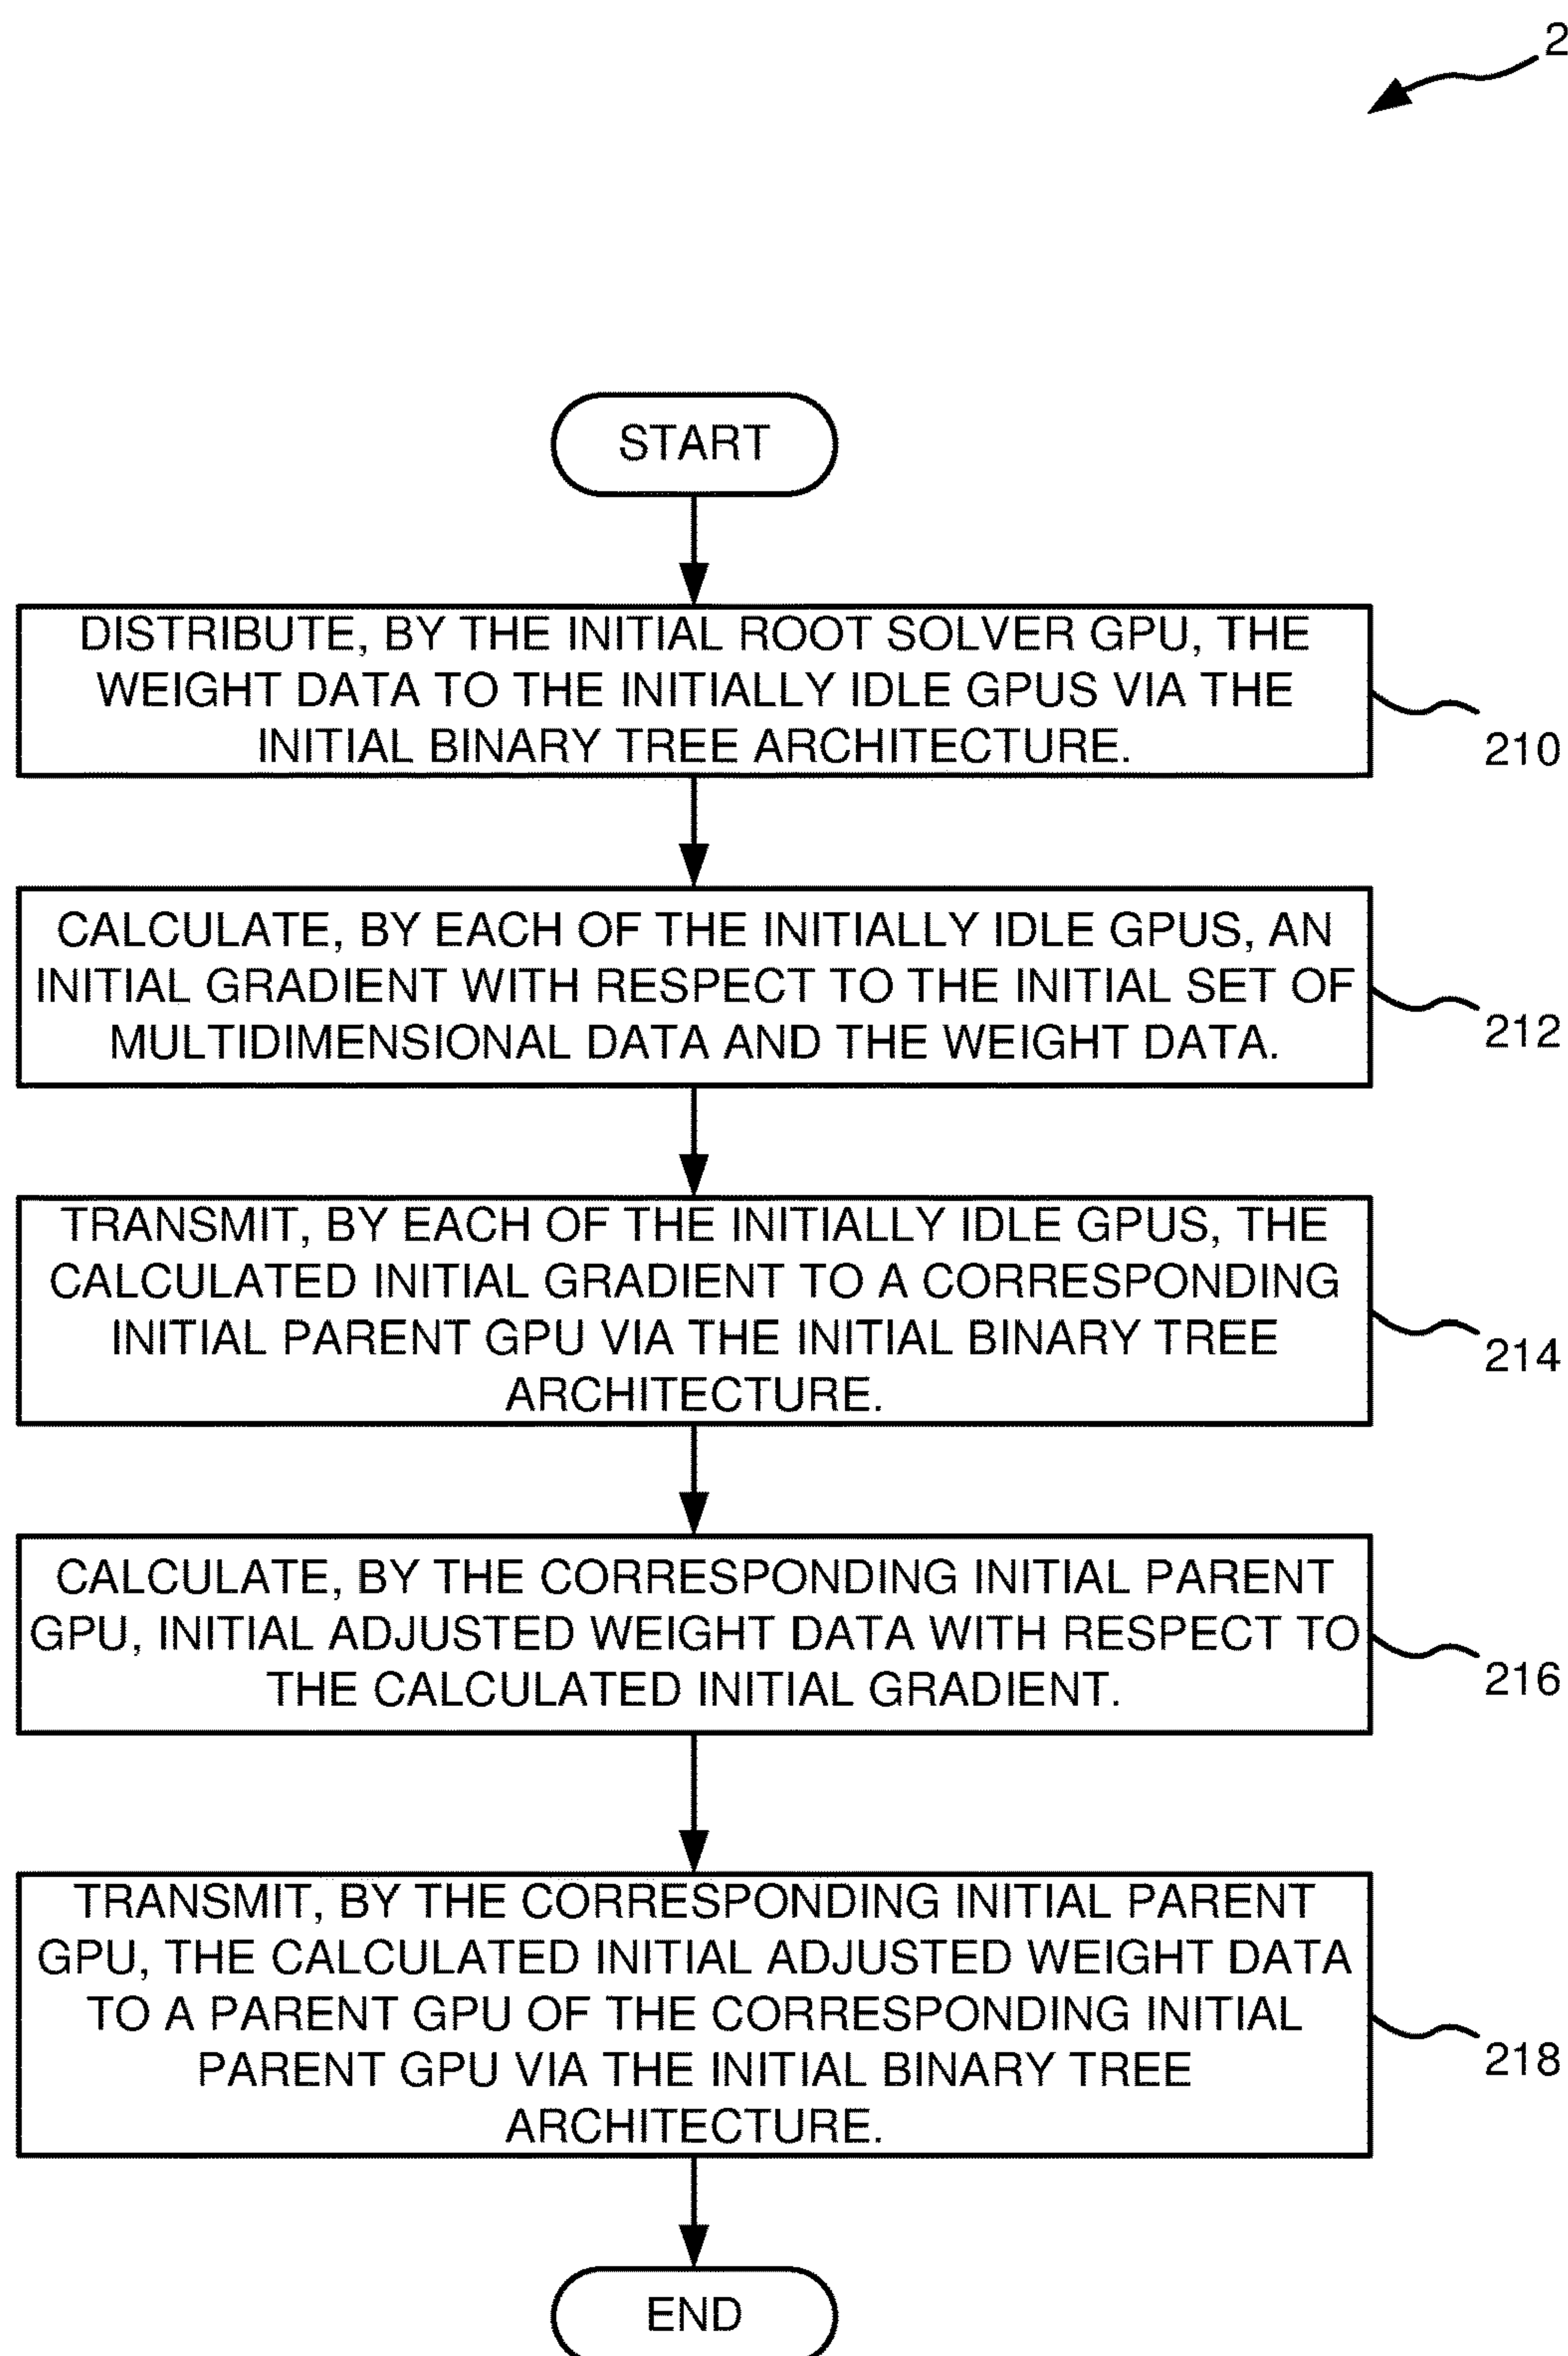 2
START
DISTRIBUTE, BY THE INITIAL ROOT SOLVER GPU, THE
WEIGHT DATA TO THE INITIALLY IDLE GPUS VIA THE
INITIAL BINARY TREE ARCHITECTURE.
210
CALCULATE, BY EACH OF THE INITIALLY IDLE GPUS, AN
INITIAL GRADIENT WITH RESPECT TO THE INITIAL SET OF
MULTIDIMENSIONAL DATA AND THE WEIGHT DATA.
212
TRANSMIT, BY EACH OF THE INITIALLY IDLE GPUS, THE
CALCULATED INITIAL GRADIENT TO A CORRESPONDING
INITIAL PARENT GPU VIA THE INITIAL BINARY TREE
ARCHITECTURE.
214
CALCULATE, BY THE CORRESPONDING INITIAL PARENT
GPU, INITIAL ADJUSTED WEIGHT DATA WITH RESPECT TO
THE CALCULATED INITIAL GRADIENT.
216
TRANSMIT, BY THE CORRESPONDING INITIAL PARENT
GPU, THE CALCULATED INITIAL ADJUSTED WEIGHT DATA
TO A PARENT GPU OF THE CORRESPONDING INITIAL
PARENT GPU VIA THE INITIAL BINARY TREE
ARCHITECTURE.
218
END